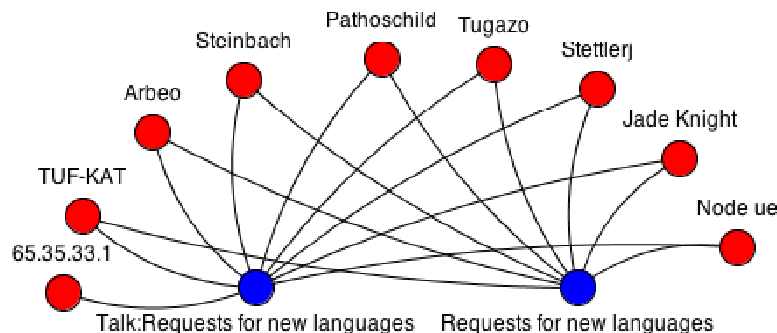 Pathoschild
Tugazo
Steinbach
Stettlerj
Arbeo
Jade Knight
TUF-KAT
Node ue
65.35.33.1
Talk:Requests for new languages
Requests for new languages